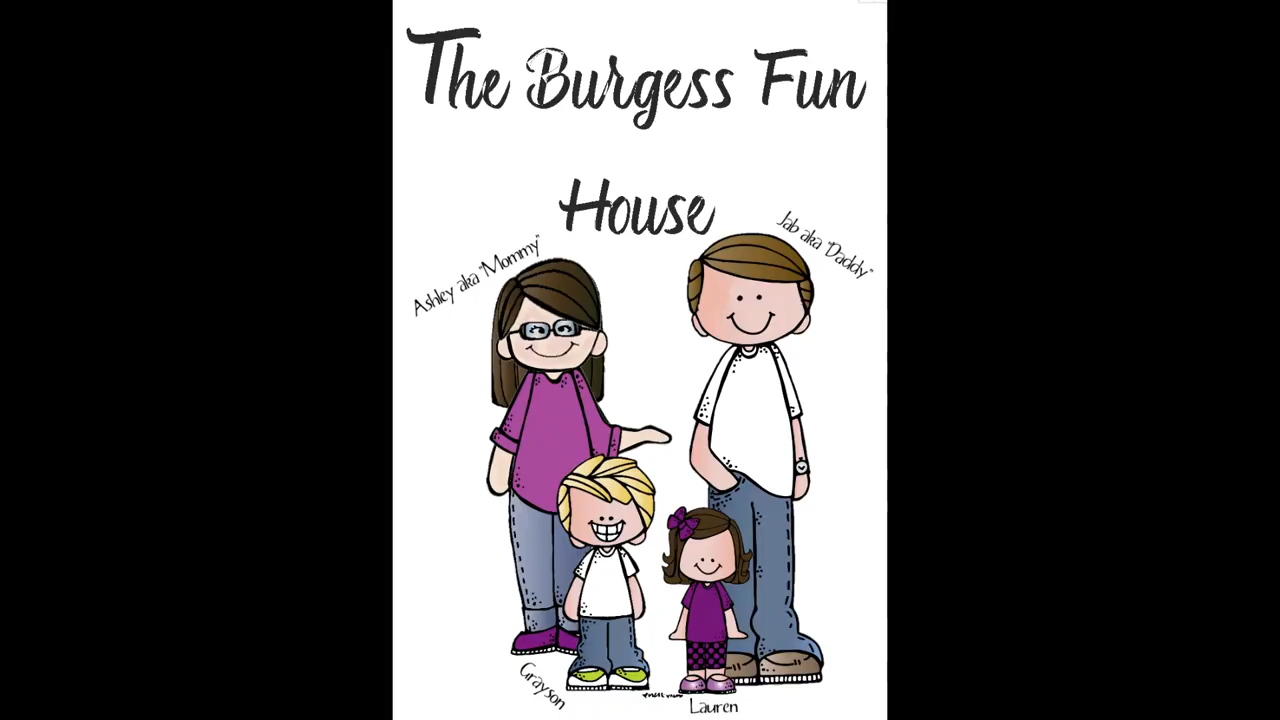 The Burgess Fun
House
Ashley aka "Mommy"
Jab aka "Daddy"
Grayson
Lauren